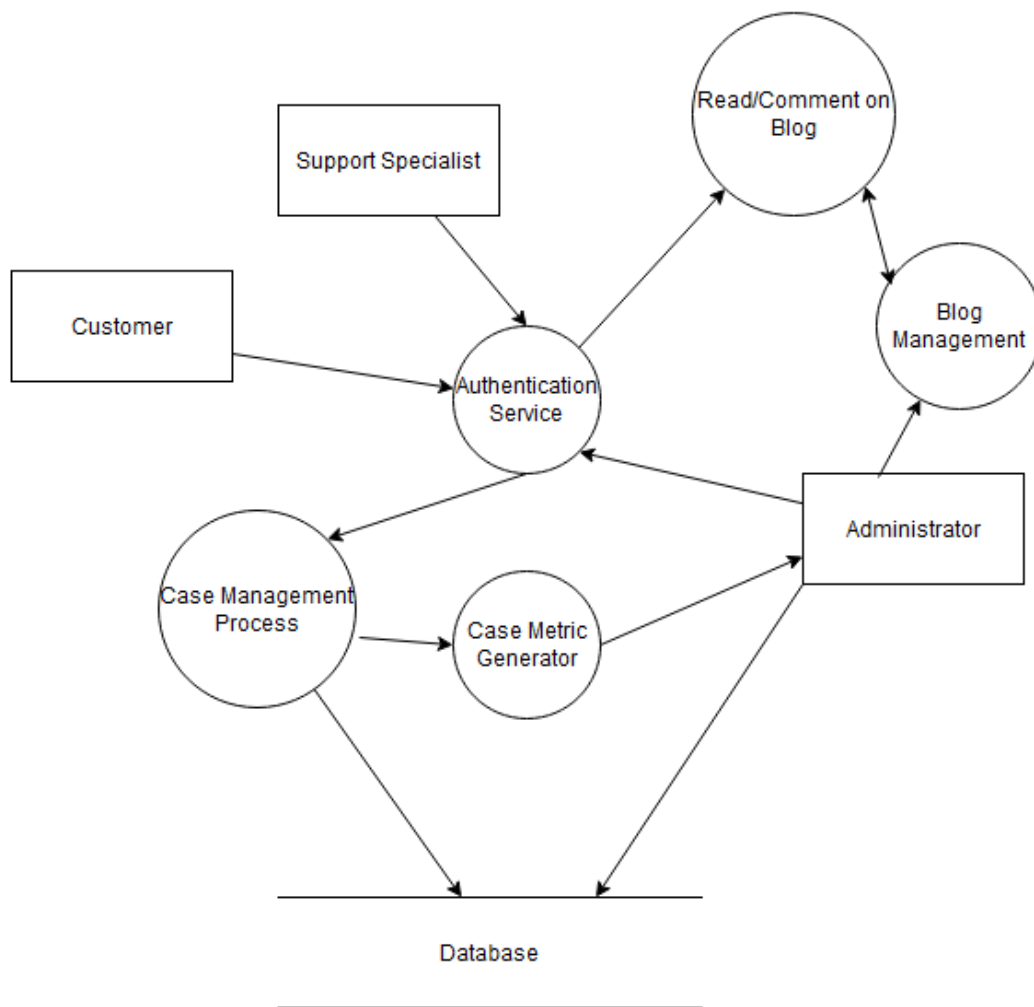 Read/Comment on
Blog
Support Specialist
Customer
Blog
Management
Authentication
Service
Administrator
Case Management
Process
Case Metric
Generator
Database